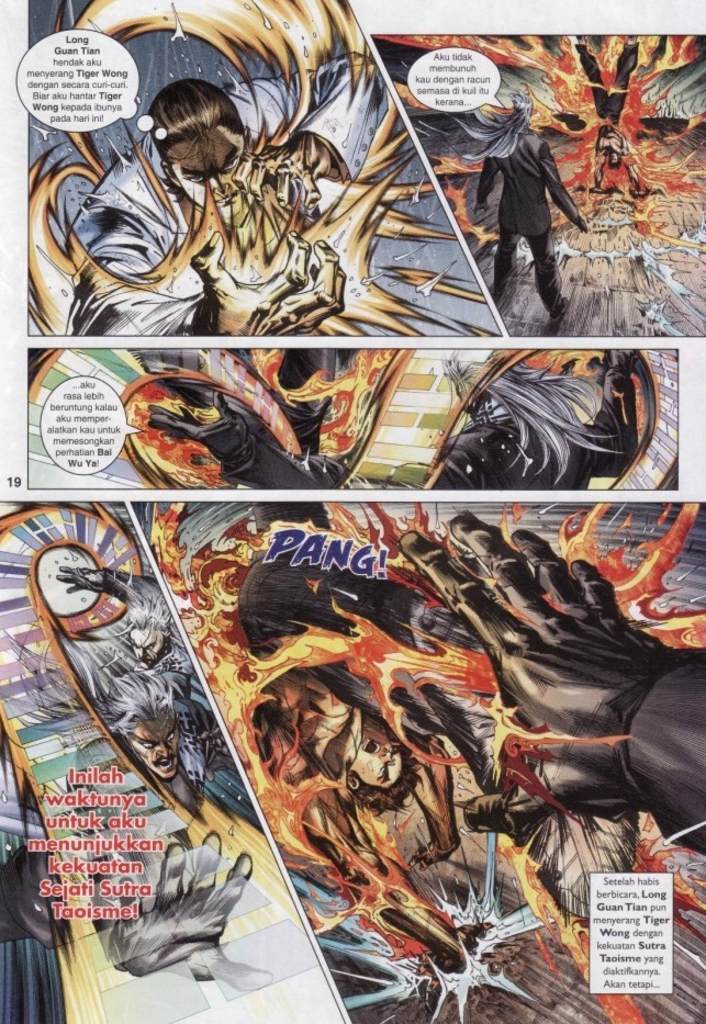 Long
Guan Tian
hendak aku
menyerang Tiger Wong
dengan secara curi-curi.
Biar aku hantar Tiger
Wong kepada ibunya
pada hari ini!
Aku tidak
membunuh
kau dengan racun
semasa di kuil itu
kerana...
...aku
rasa lebih
beruntung kalau
aku memper-
alatkan kau untuk
memesongkan
perhatian Bai
Wu Ya!
19
PANG!
Inilah
waktunya
untuk aku
menunjukkan
kekuatan
Sejati Sutra
Taoisme!
Setelah habis
berbicara, Long
Guan Tian pun
menyerang Tiger
Wong dengan
kekuatan Sutra
Taoisme yang
diaktifkannya.
Akan tetapi...